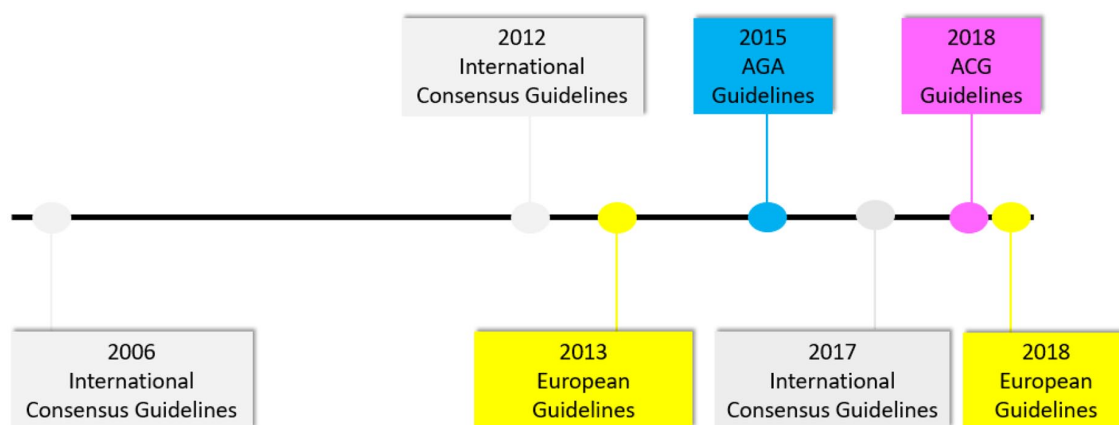 2012
International
Consensus Guidelines
2015
AGA
Guidelines
2018
ACG
Guidelines
2006
International
Consensus Guidelines
2013
European
Guidelines
2017
International
Consensus Guidelines
2018
European
Guidelines